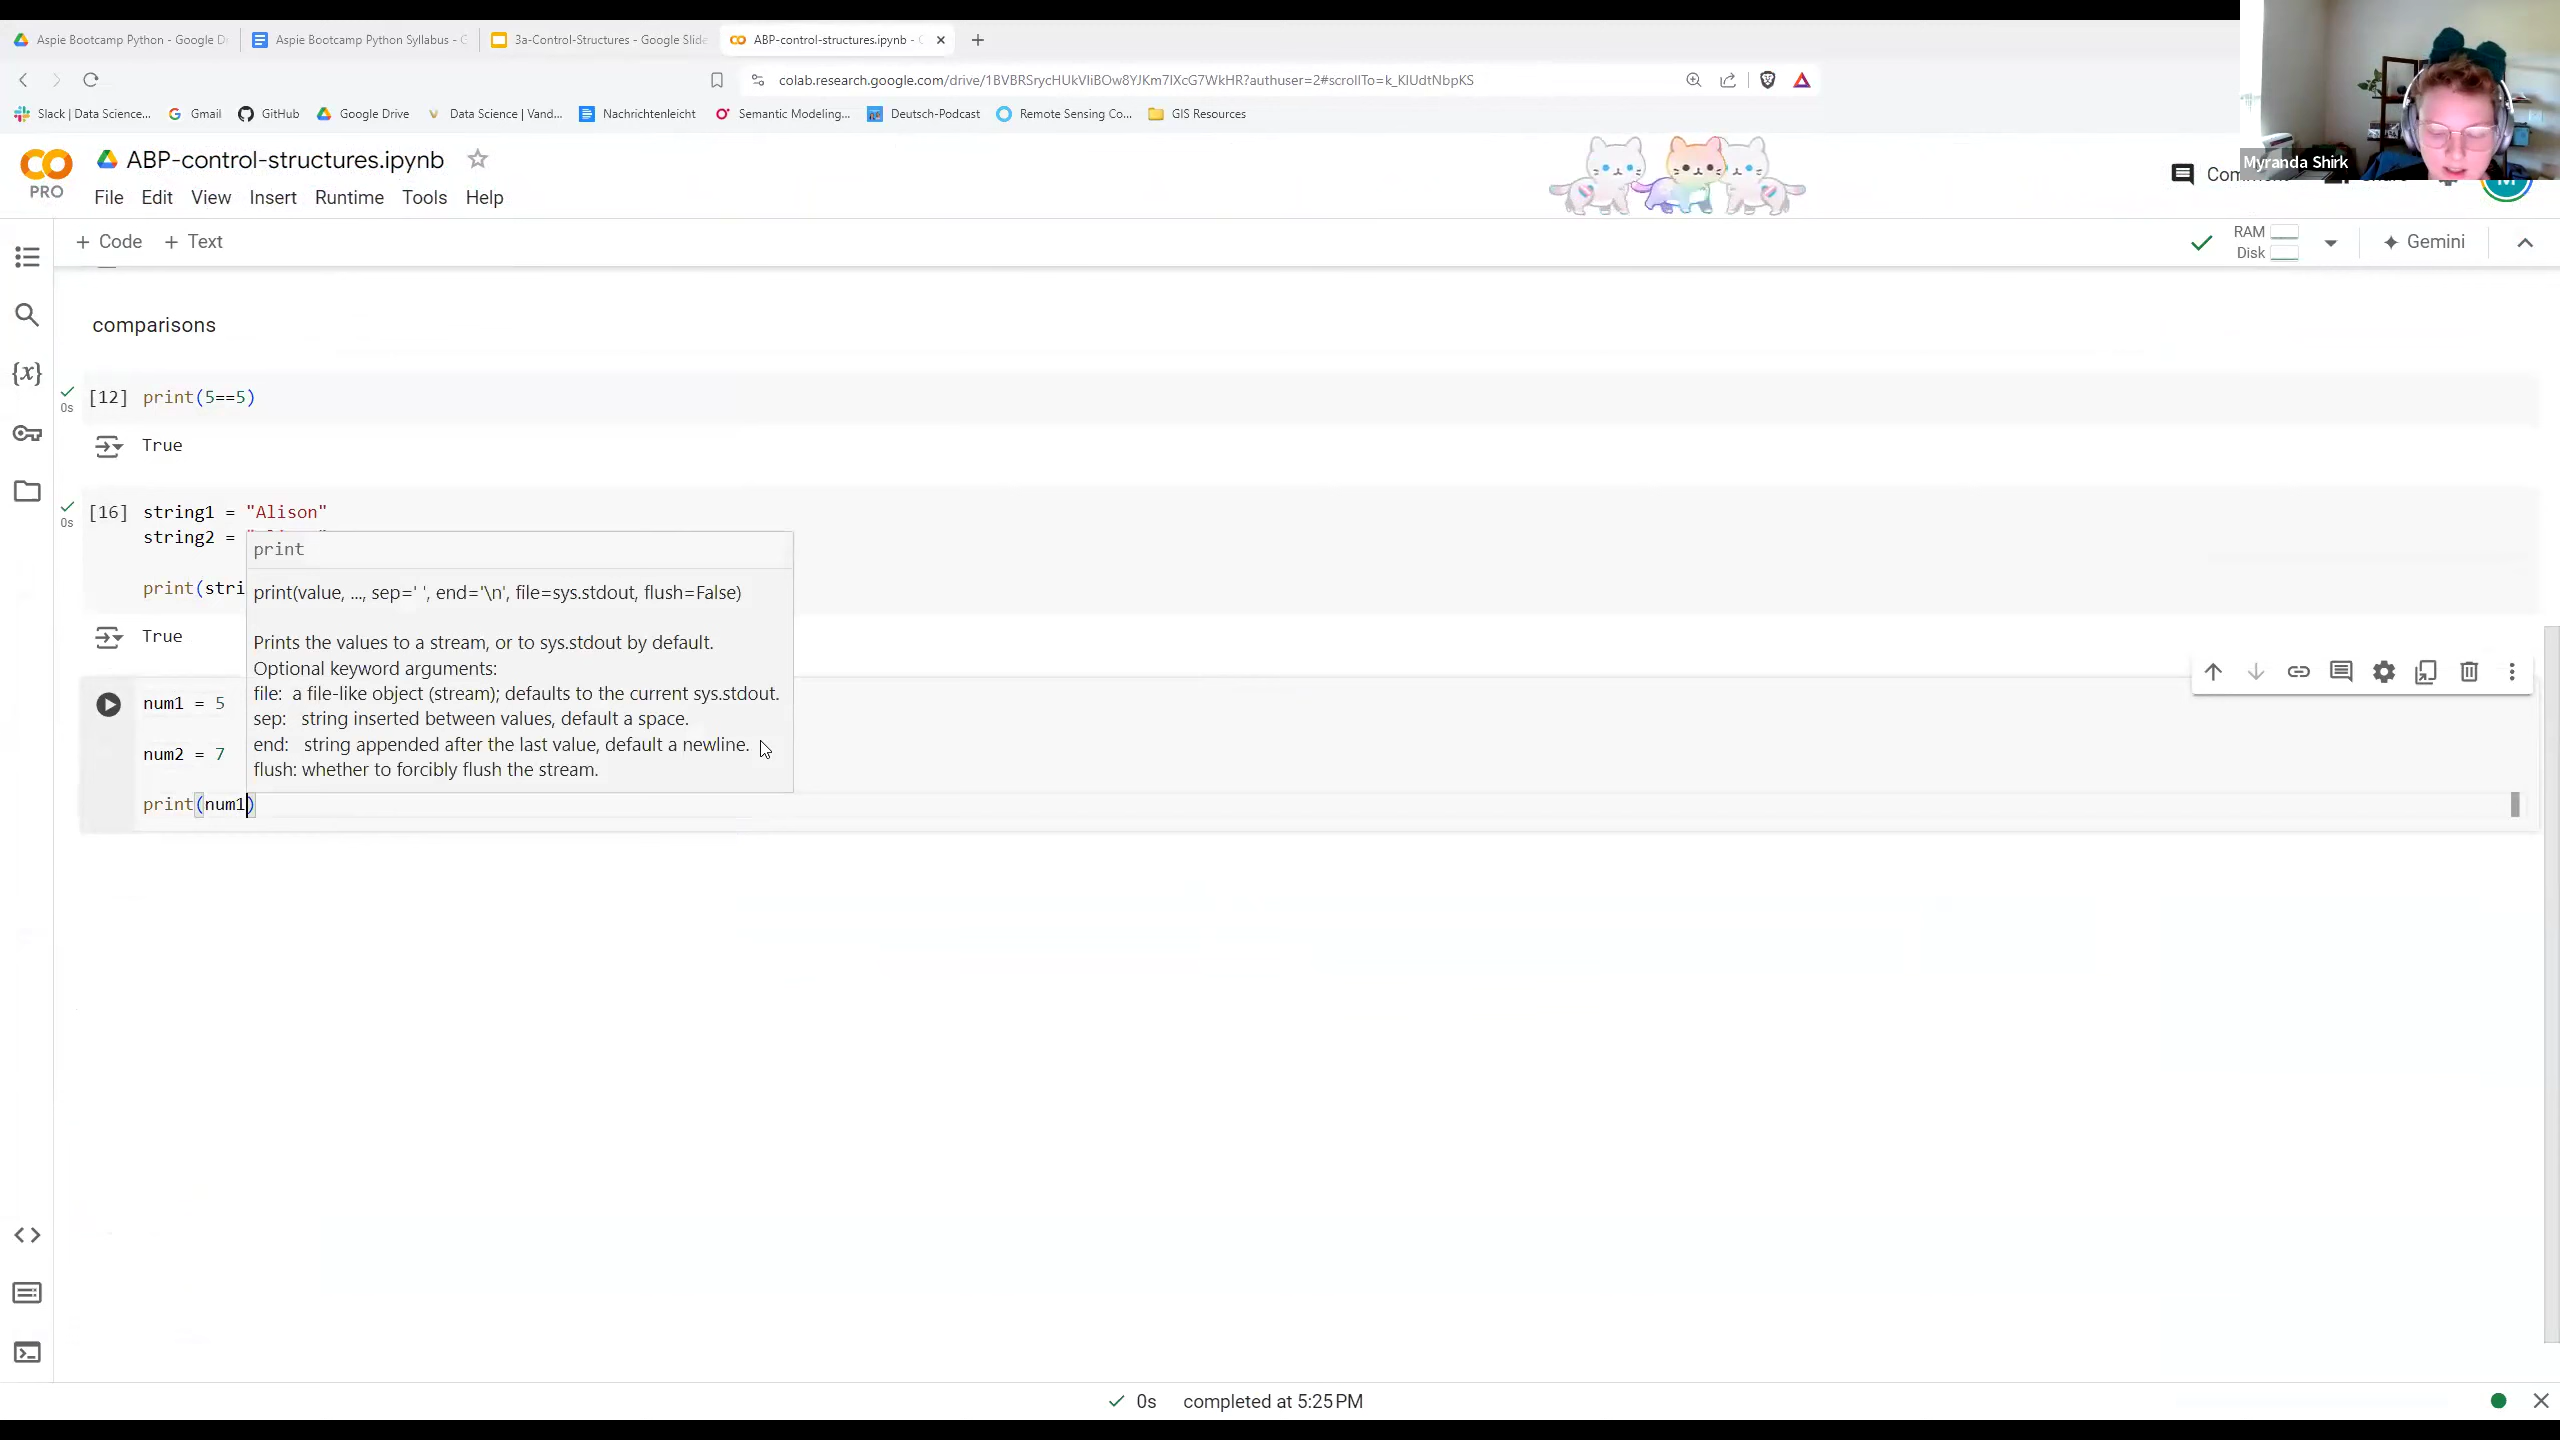 Aspie Bootcamp Python - Google Dr
Aspie Bootcamp Python Syllabus - G
3a-Control-Structures - Google Slide
ABP-control-structures.ipynb - C
colab.research.google.com/drive/1BVBRSrycHUkVIiBOw8YJKm7IXcG7WkHR?authuser=2#scrollTo=k_KlUdtNbpKS
Slack | Data Science...
Gmail
GitHub
Google Drive
Data Science | Vand...
Nachrichtenleicht
Semantic Modeling...
Deutsch-Podcast
Remote Sensing Co...
GIS Resources
Myranda Shirk
PRO
ABP-control-structures.ipynb
File Edit View Insert Runtime Tools Help
+ Code + Text
RAM
Disk
Gemini
comparisons
[12] print(5==5)
0s
True
[16] string1 = "Alison"
0s
string2 =
print(stri
True
print
print(value, ..., sep=' ', end='\n', file=sys.stdout, flush=False)
Prints the values to a stream, or to sys.stdout by default.
Optional keyword arguments:
file: a file-like object (stream); defaults to the current sys.stdout.
sep: string inserted between values, default a space.
end: string appended after the last value, default a newline.
flush: whether to forcibly flush the stream.
num1 = 5
num2 = 7
print(num1)
0s completed at 5:25 PM